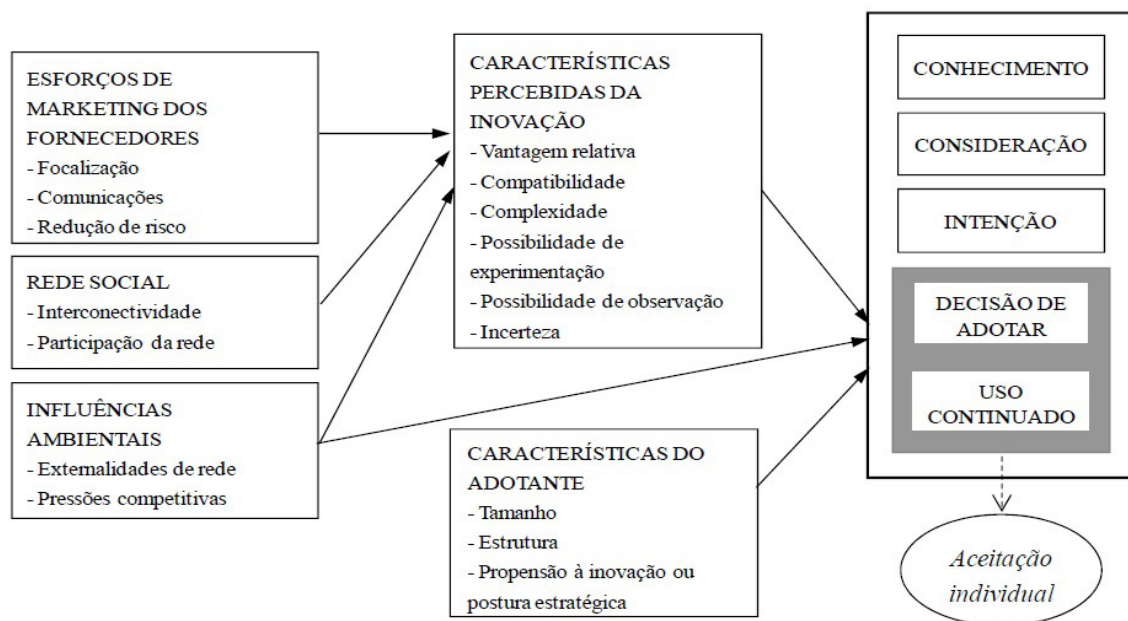 ESFORÇOS DE
MARKETING DOS
FORNECEDORES
- Focalização
- Comunicações
- Redução de risco
REDE SOCIAL
- Interconectividade
- Participação da rede
INFLUÊNCIAS
AMBIENTAIS
- Externalidades de rede
- Pressões competitivas
CARACTERÍSTICAS
PERCEBIDAS DA
INOVAÇÃO
- Vantagem relativa
- Compatibilidade
- Complexidade
- Possibilidade de
experimentação
- Possibilidade de observação
- Incerteza
CARACTERÍSTICAS DO
ADOTANTE
- Tamanho
- Estrutura
- Propensão à inovação ou
postura estratégica
CONHECIMENTO
CONSIDERAÇÃO
INTENÇÃO
DECISÃO DE
ADOTAR
USO
CONTINUADO
Aceitação
individual